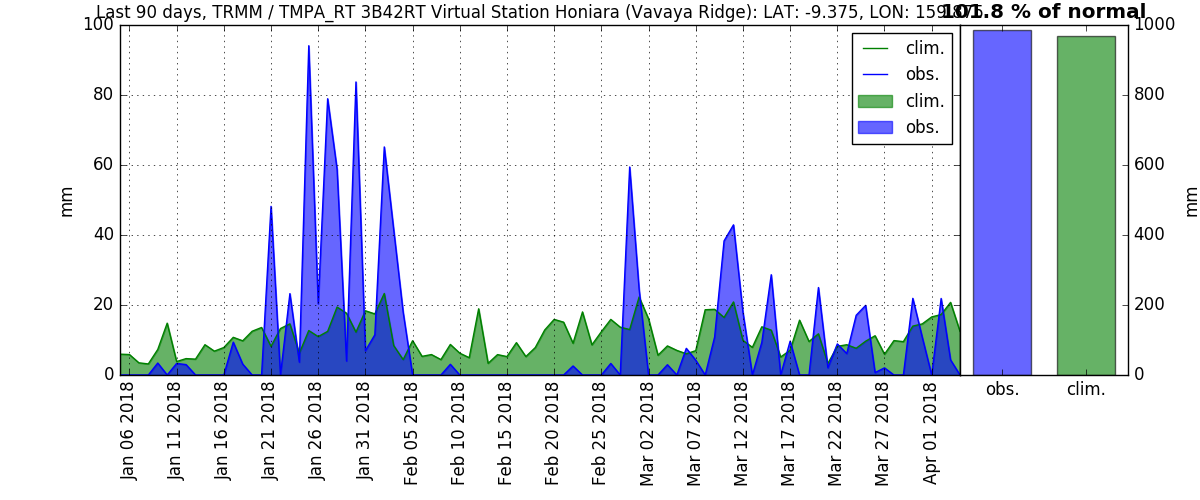 Last 90 days, TRMM / TMPA_RT 3B42RT Virtual Station Honiara (Vavaya Ridge): LAT: -9.375, LON: 159.875
101.8 % of normal
100
80
60
40
20
0
mm
clim.
obs.
clim.
obs.
1000
800
600
400
200
0
mm
obs.
clim.
Jan 06 2018
Jan 11 2018
Jan 16 2018
Jan 21 2018
Jan 26 2018
Jan 31 2018
Feb 05 2018
Feb 10 2018
Feb 15 2018
Feb 20 2018
Feb 25 2018
Mar 02 2018
Mar 07 2018
Mar 12 2018
Mar 17 2018
Mar 22 2018
Mar 27 2018
Apr 01 2018